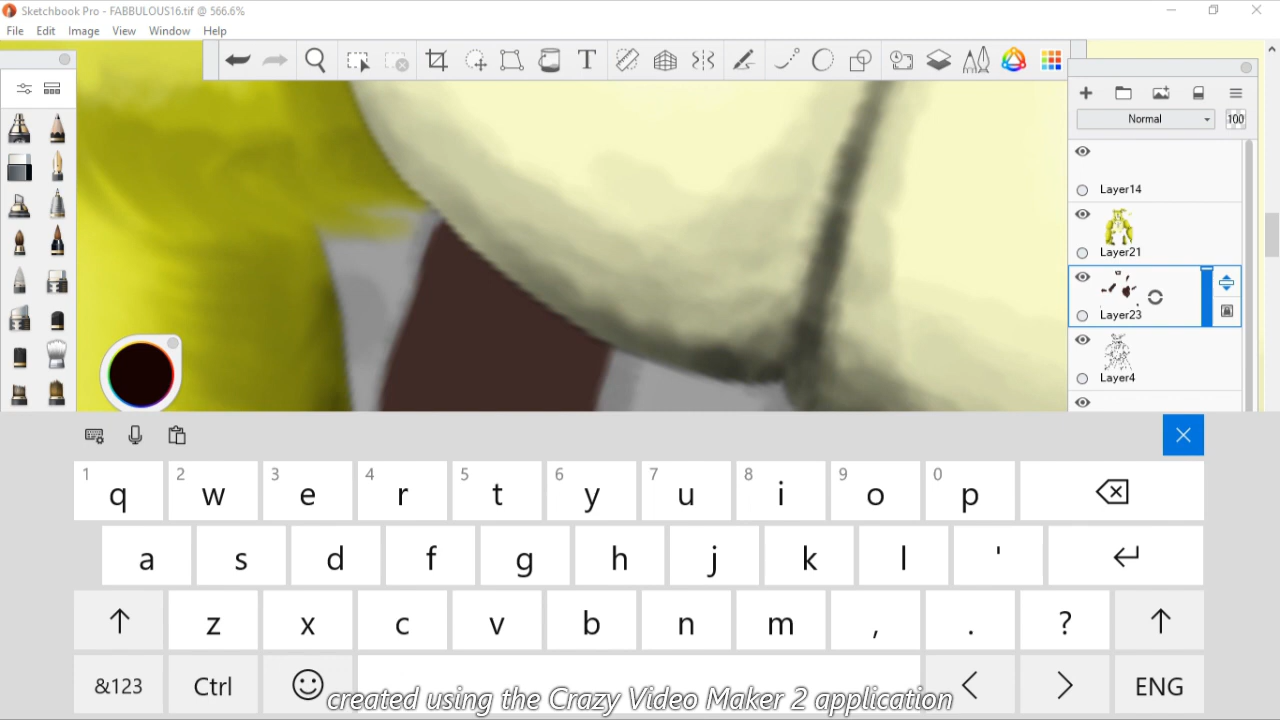 Sketchbook Pro - FABBULOUS16.tif @ 566.6%
File Edit Image View Window Help
T
Normal 100
Layer14
Layer21
Layer23
Layer4
1 2 3 4 5 6 7 8 9 0
q w e r t y u i o p
a s d f g h j k l '
z x c v b n m , . ?
&123 Ctrl < > ENG
created using the Crazy Video Maker 2 application